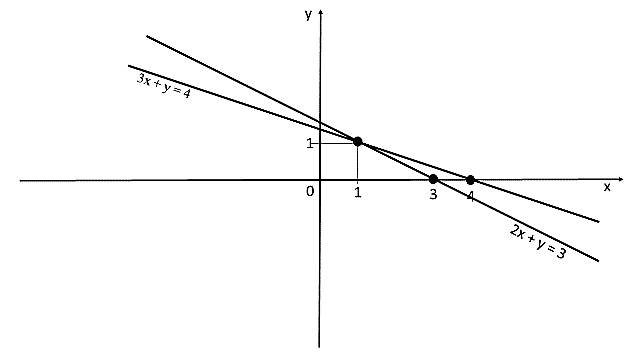 y
3x + y = 4
1
0
1
3
4
x
2x + y = 3